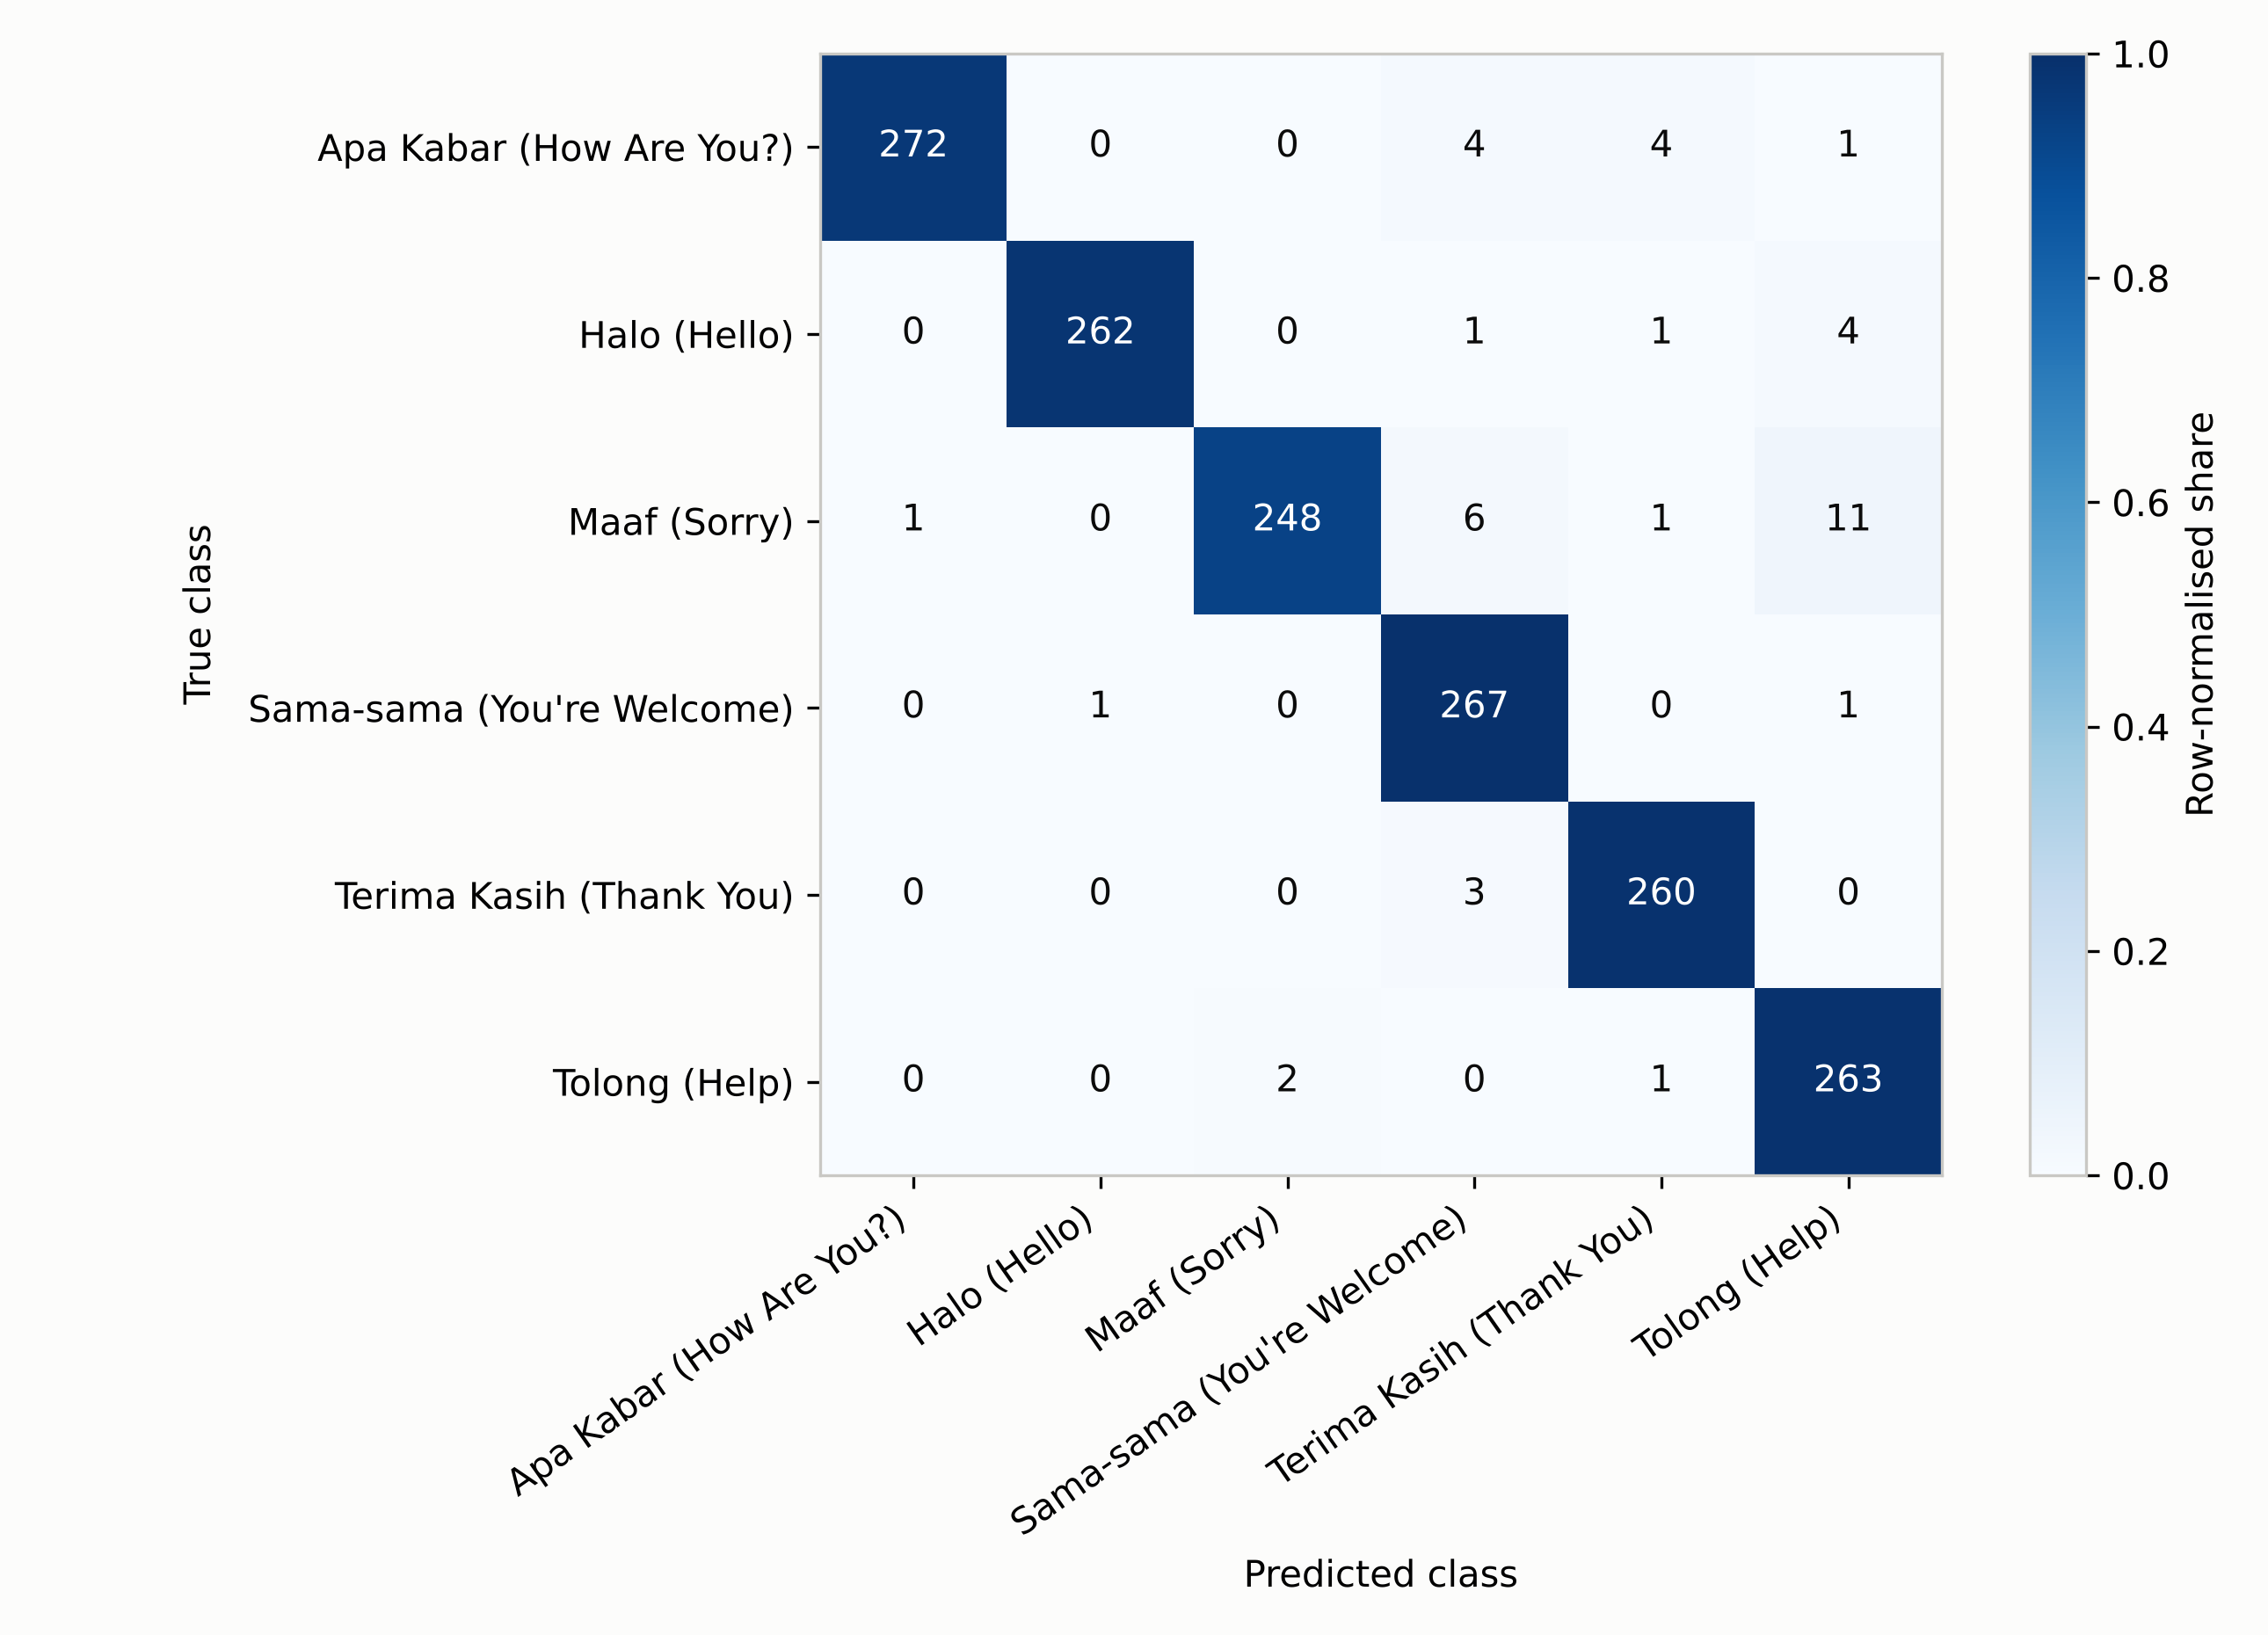 Apa Kabar (How Are You?) 272 0 0 4 4 1
Halo (Hello) 0 262 0 1 1 4
Maaf (Sorry) 1 0 248 6 1 11
Sama-sama (You're Welcome) 0 1 0 267 0 1
Terima Kasih (Thank You) 0 0 0 3 260 0
Tolong (Help) 0 0 2 0 1 263
True class
Apa Kabar (How Are You?)
Halo (Hello)
Maaf (Sorry)
Sama-sama (You're Welcome)
Terima Kasih (Thank You)
Tolong (Help)
Predicted class
1.0
0.8
0.6
0.4
0.2
0.0
Row-normalised share